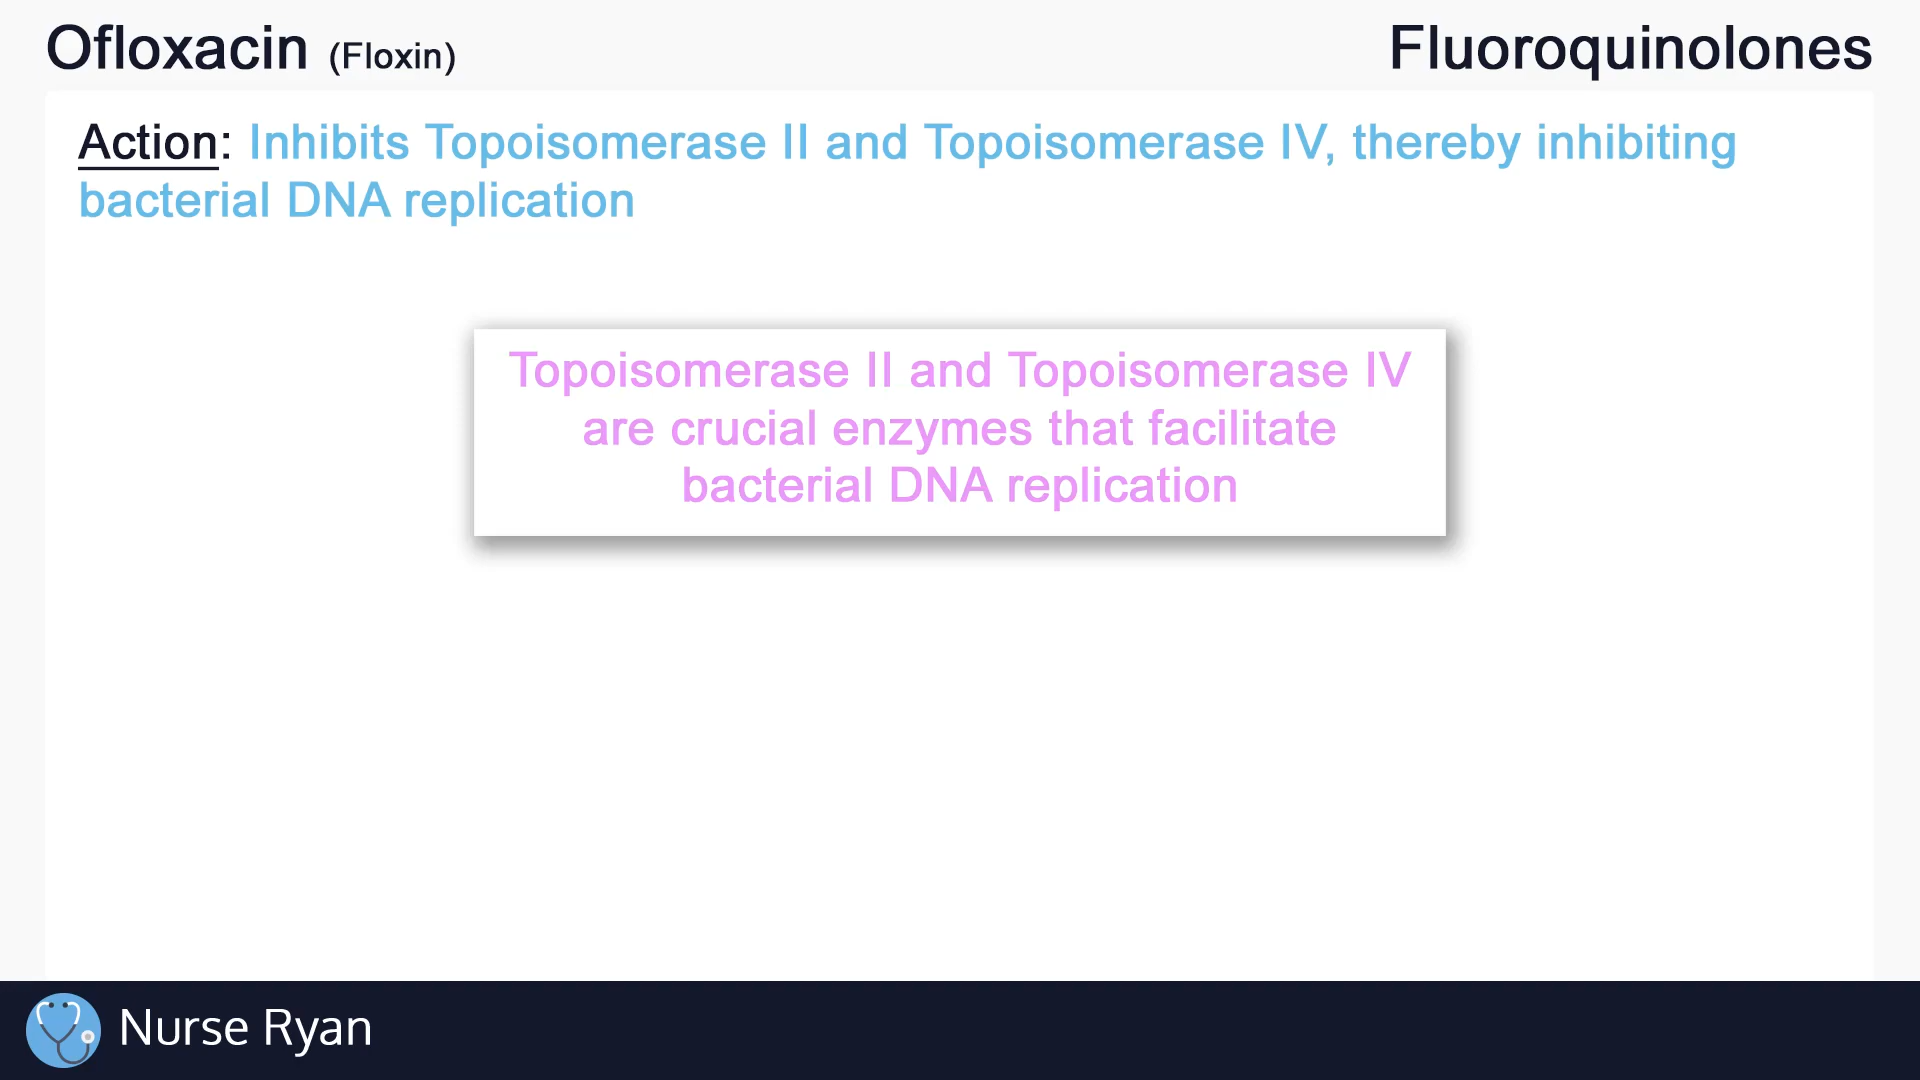 Ofloxacin (Floxin)
Fluoroquinolones
Action: Inhibits Topoisomerase II and Topoisomerase IV, thereby inhibiting
bacterial DNA replication
Topoisomerase II and Topoisomerase IV
are crucial enzymes that facilitate
bacterial DNA replication
Nurse Ryan